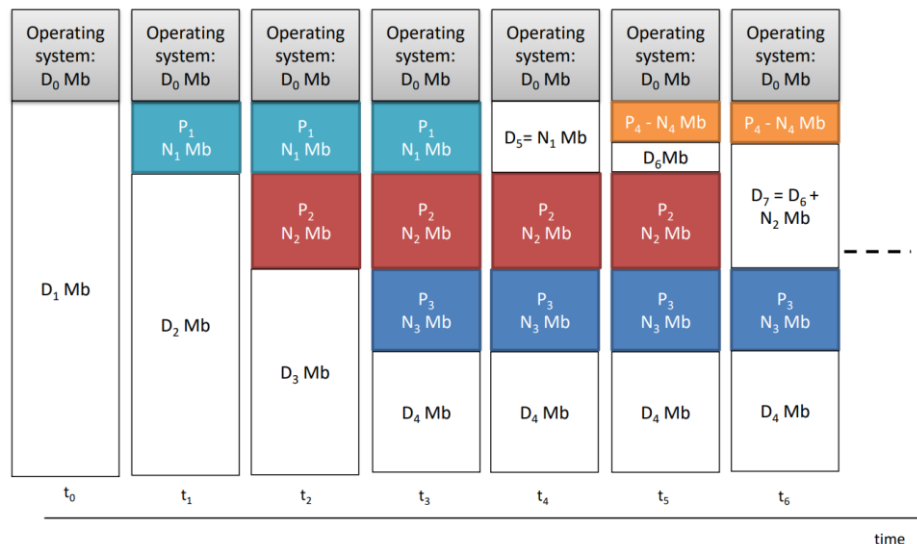 Operating
system:
D₀ Mb
D₁ Mb
t₀
Operating
system:
D₀ Mb
P₁
N₁ Mb
D₂ Mb
t₁
Operating
system:
D₀ Mb
P₁
N₁ Mb
P₂
N₂ Mb
D₃ Mb
t₂
Operating
system:
D₀ Mb
P₁
N₁ Mb
P₂
N₂ Mb
P₃
N₃ Mb
D₄ Mb
t₃
Operating
system:
D₀ Mb
D₅= N₁ Mb
P₂
N₂ Mb
P₃
N₃ Mb
D₄ Mb
t₄
Operating
system:
D₀ Mb
P₄ - N₄ Mb
D₆Mb
P₂
N₂ Mb
P₃
N₃ Mb
D₄ Mb
t₅
Operating
system:
D₀ Mb
P₄ - N₄ Mb
D₇ = D₆ +
N₂ Mb
P₃
N₃ Mb
D₄ Mb
t₆
time